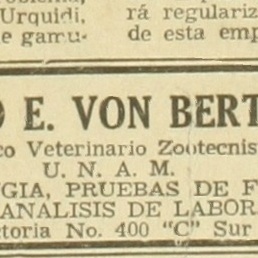 Urquidi,
e gamu-
rá regulariz
de esta emp
E. VON BERT
co Veterinario Zootecnis
U. N. A. M.
GIA, PRUEBAS DE F
ANALISIS DE LABOR
toria No. 400 "C" Sur